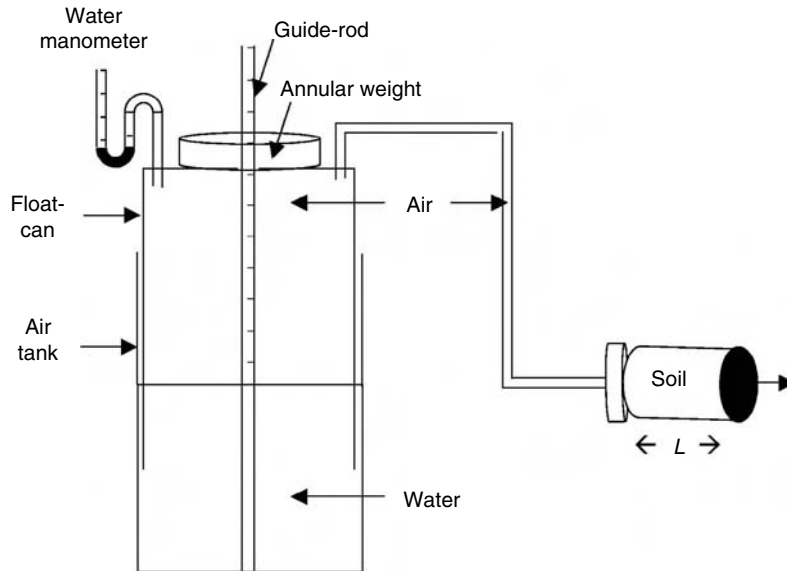 Water
manometer
Guide-rod
Annular weight
Float-
can
Air
Air
tank
Soil
L
Water